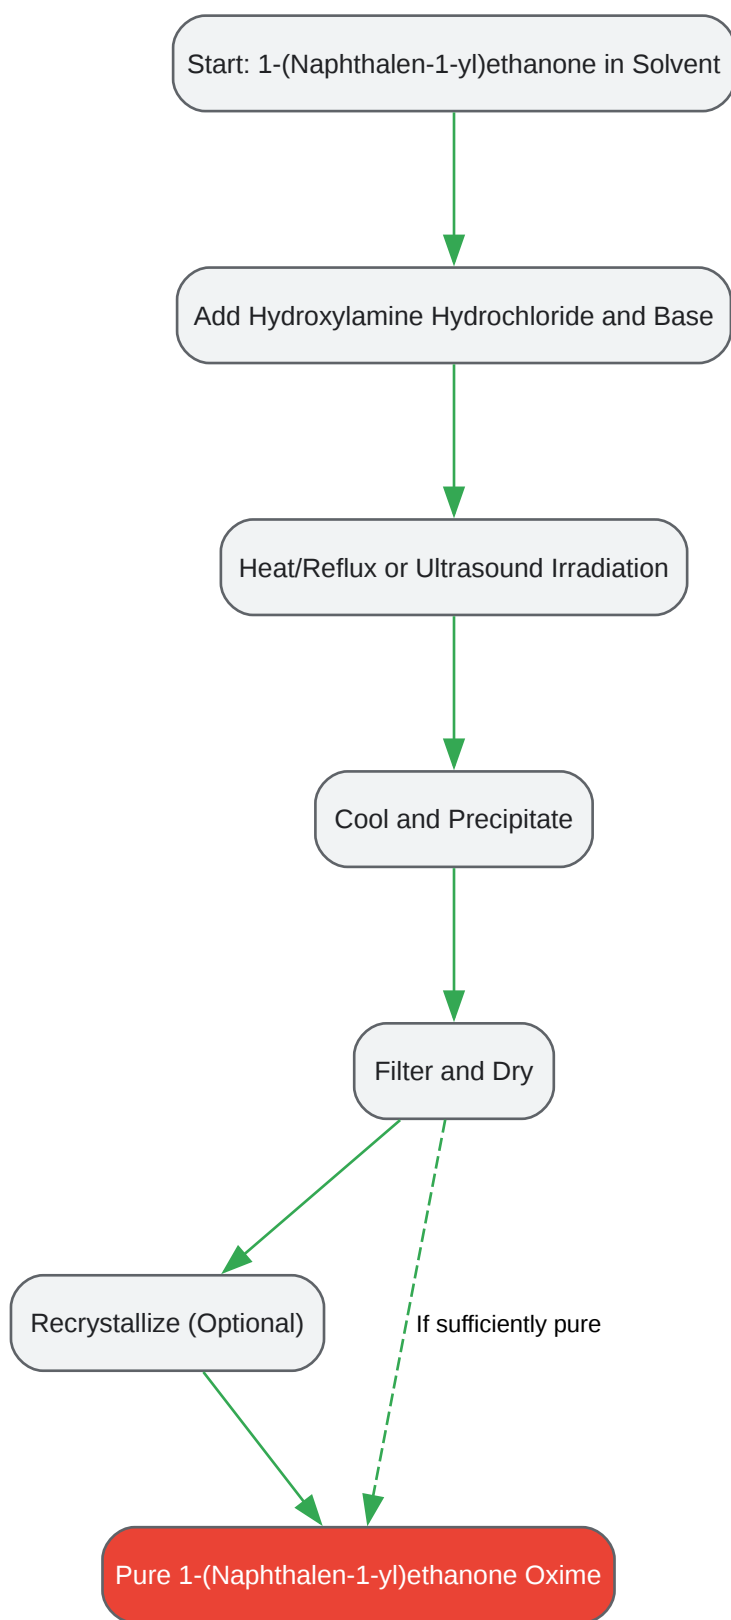 Start: 1-(Naphthalen-1-yl)ethanone in Solvent
Add Hydroxylamine Hydrochloride and Base
Heat/Reflux or Ultrasound Irradiation
Cool and Precipitate
Filter and Dry
Recrystallize (Optional)
If sufficiently pure
Pure 1-(Naphthalen-1-yl)ethanone Oxime